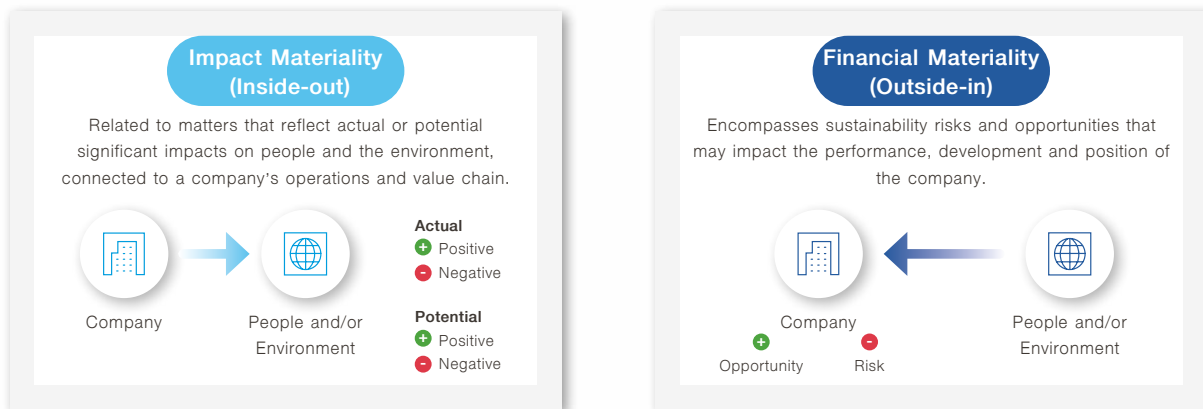 Impact Materiality
(Inside-out)
Related to matters that reflect actual or potential
significant impacts on people and the environment,
connected to a company's operations and value chain.
Company
People and/or
Environment
Actual
+ Positive
- Negative
Potential
+ Positive
- Negative
Financial Materiality
(Outside-in)
Encompasses sustainability risks and opportunities that
may impact the performance, development and position of
the company.
Company
+
Opportunity
-
Risk
People and/or
Environment